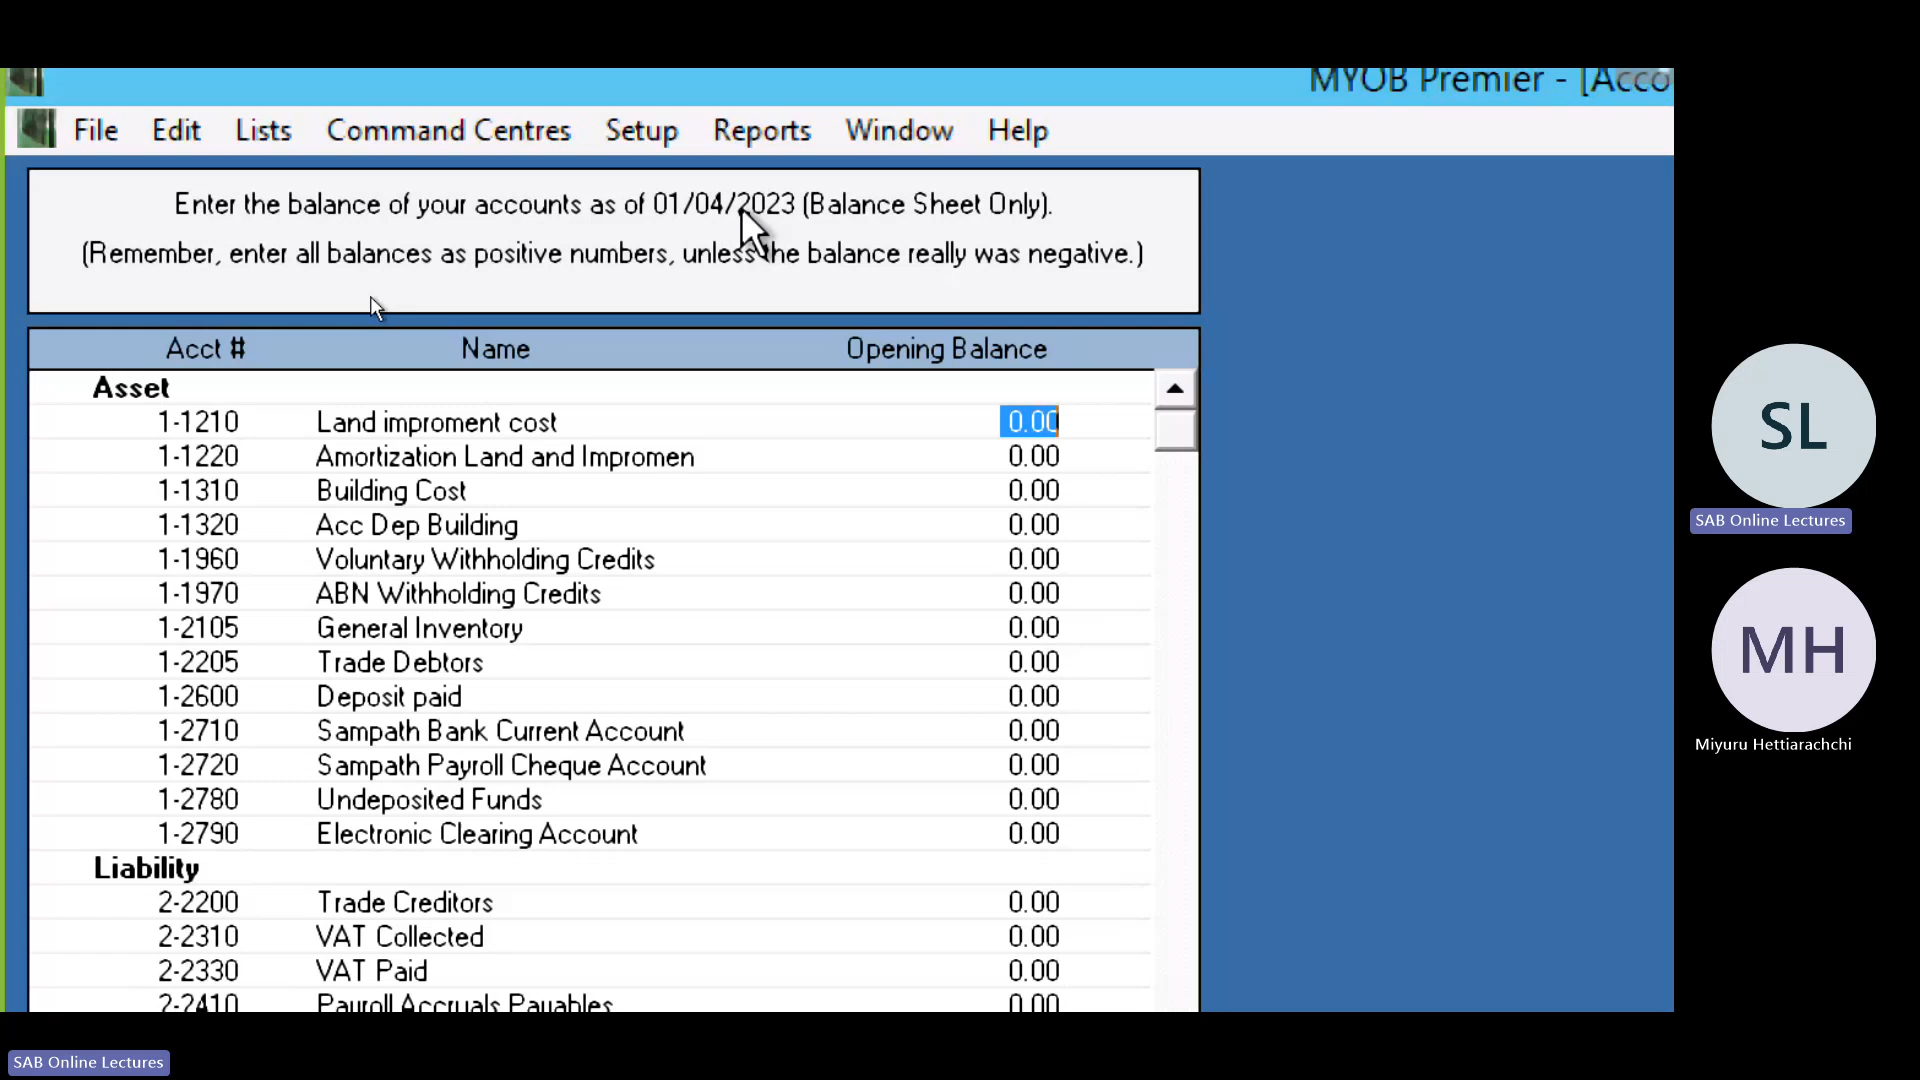 MYOB Premier - [Acco
File Edit Lists Command Centres Setup Reports Window Help
Enter the balance of your accounts as of 01/04/2023 (Balance Sheet Only).
(Remember, enter all balances as positive numbers, unless the balance really was negative.)
Acct # Name Opening Balance
Asset
1-1210 Land improment cost 0.00
1-1220 Amortization Land and Impromen 0.00
1-1310 Building Cost 0.00
1-1320 Acc Dep Building 0.00
1-1960 Voluntary Withholding Credits 0.00
1-1970 ABN Withholding Credits 0.00
1-2105 General Inventory 0.00
1-2205 Trade Debtors 0.00
1-2600 Deposit paid 0.00
1-2710 Sampath Bank Current Account 0.00
1-2720 Sampath Payroll Cheque Account 0.00
1-2780 Undeposited Funds 0.00
1-2790 Electronic Clearing Account 0.00
Liability
2-2200 Trade Creditors 0.00
2-2310 VAT Collected 0.00
2-2330 VAT Paid 0.00
2-2410 Payroll Accruals Payables 0.00
SL
SAB Online Lectures
MH
Miyuru Hettiarachchi
SAB Online Lectures